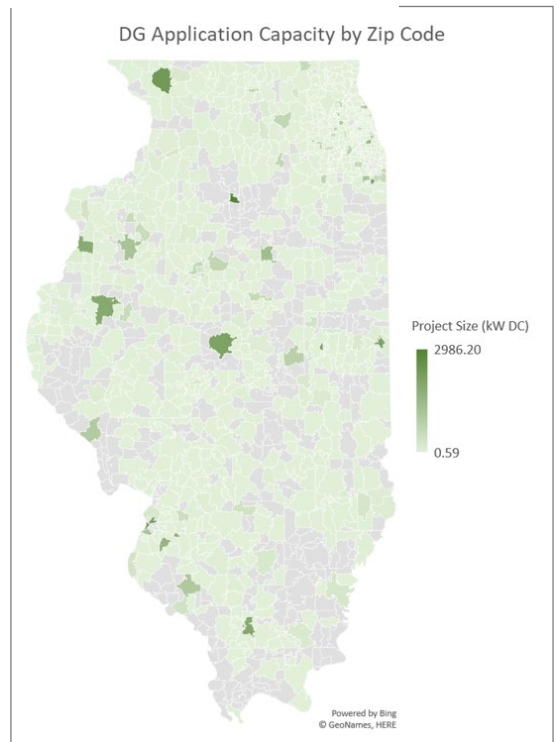 DG Application Capacity by Zip Code
Project Size (kW DC)
2986.20
0.59
Powered by Bing
© GeoNames, HERE